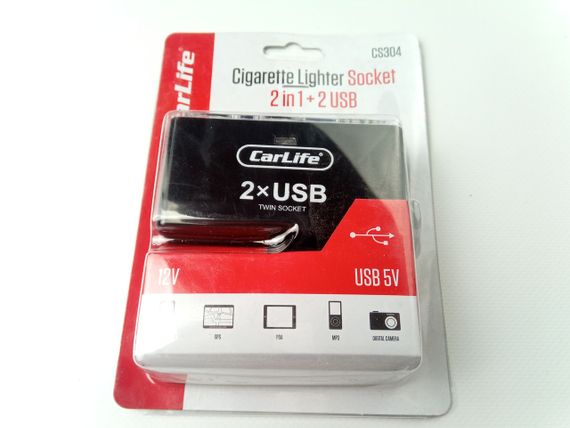 CS304
CarLife
Cigarette Lighter Socket
2 in 1 + 2 USB
CarLife®
2×USB
TWIN SOCKET
12V
USB 5V
GPS
PDA
MP3
DIGITAL CAMERA